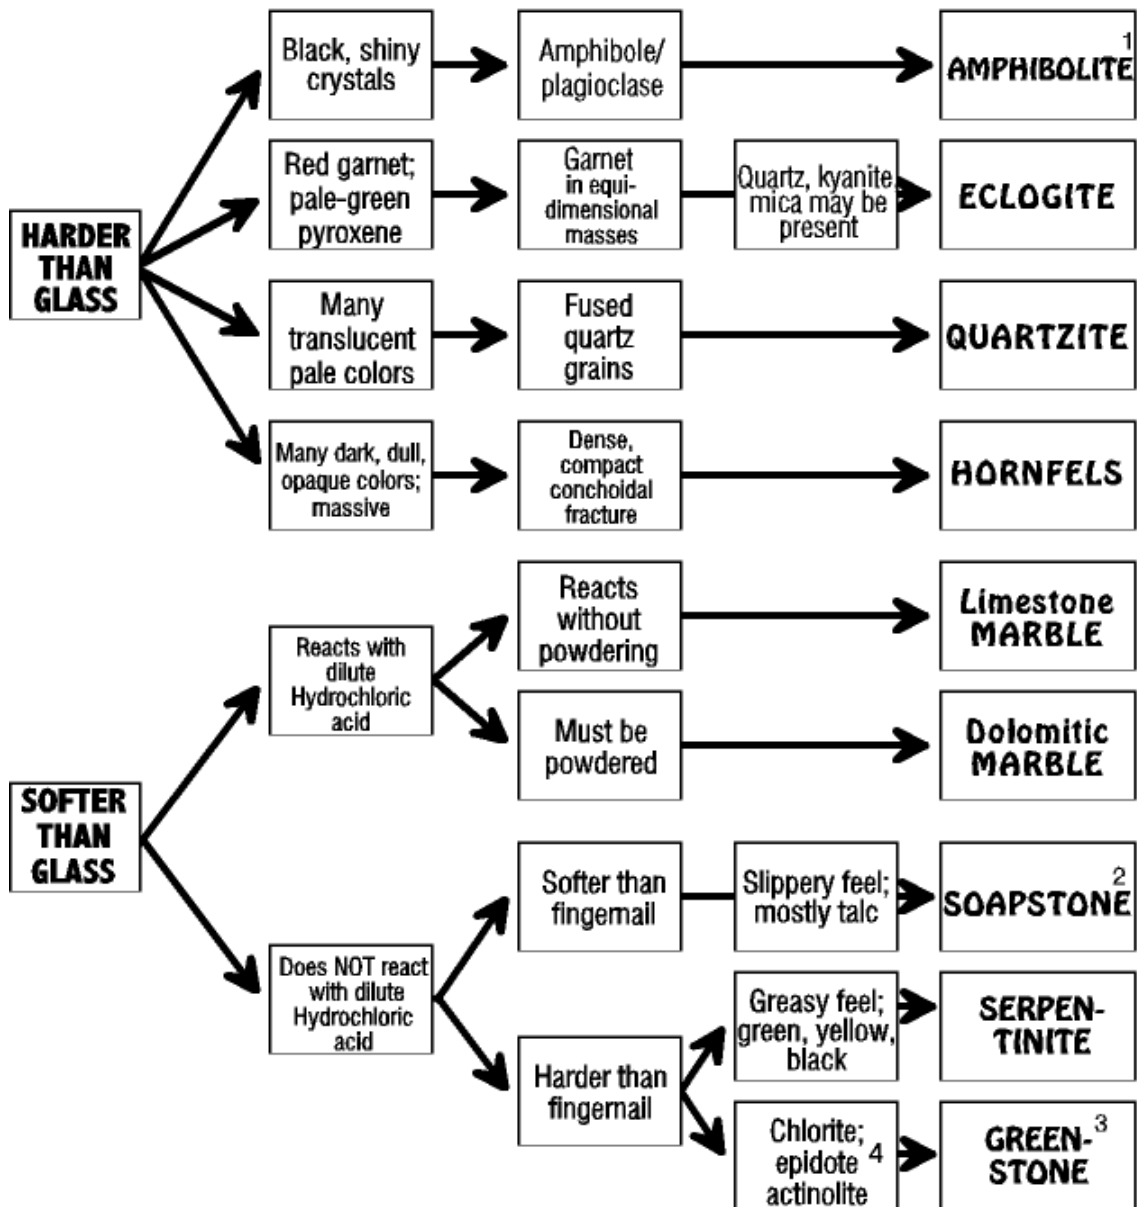 HARDER
THAN
GLASS
Black, shiny
crystals
Amphibole/
plagioclase
1
AMPHIBOLITE
Red garnet;
pale-green
pyroxene
Garnet
in equi-
dimensional
masses
Quartz, kyanite,
mica may be
present
ECLOGITE
Many
translucent
pale colors
Fused
quartz
grains
QUARTZITE
Many dark, dull,
opaque colors;
massive
Dense,
compact
conchoidal
fracture
HORNFELS
SOFTER
THAN
GLASS
Reacts with
dilute
Hydrochloric
acid
Reacts
without
powdering
Limestone
MARBLE
Must be
powdered
Dolomitic
MARBLE
Does NOT react
with dilute
Hydrochloric
acid
Softer than
fingernail
Slippery feel;
mostly talc
2
SOAPSTONE
Harder than
fingernail
Greasy feel;
green, yellow,
black
SERPEN-
TINITE
Chlorite;
epidote 4
actinolite
GREEN- 3
STONE